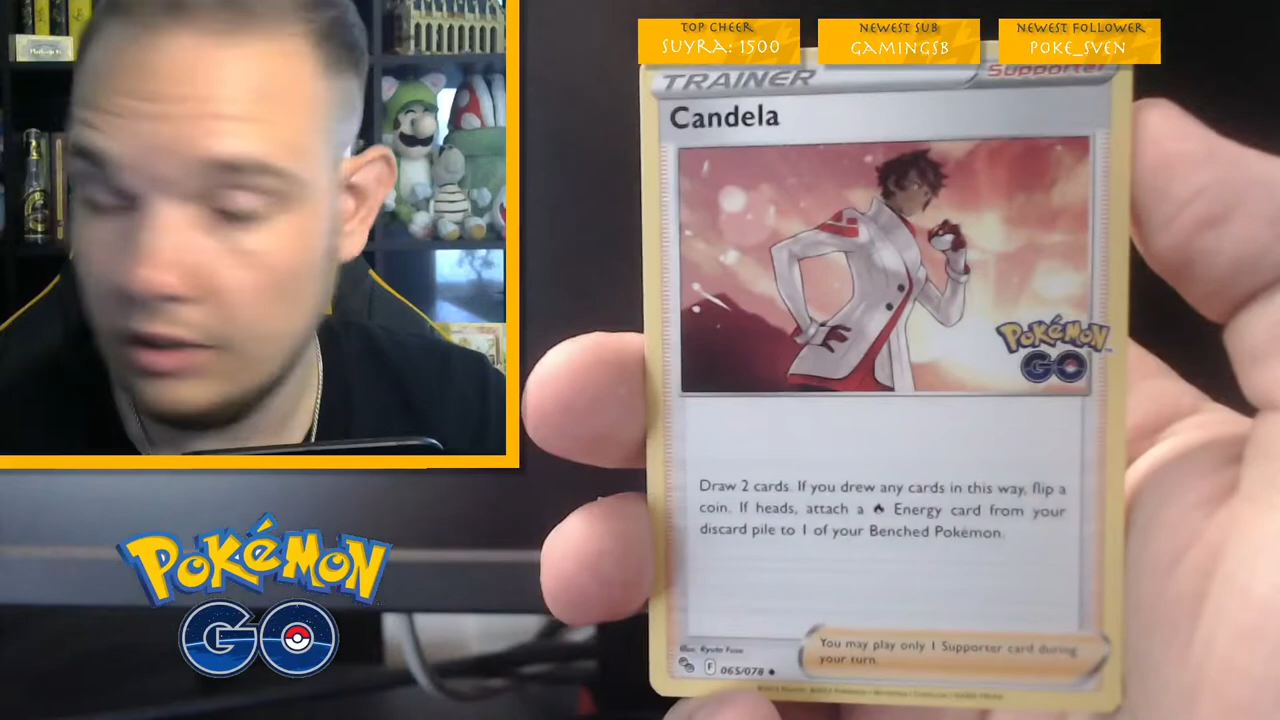 TOP CHEER
SUYRA: 1500
NEWEST SUB
GAMINGSB
NEWEST FOLLOWER
POKE_SVEN
TRAINER
Supporter
Candela
POKÉMON
GO
Draw 2 cards. If you drew any cards in this way, flip a
coin. If heads, attach a Energy card from your
discard pile to 1 of your Benched Pokémon.
You may play only 1 Supporter card during
your turn.
Illus. Ryuta Fuse
F 065/078
POKÉMON
GO